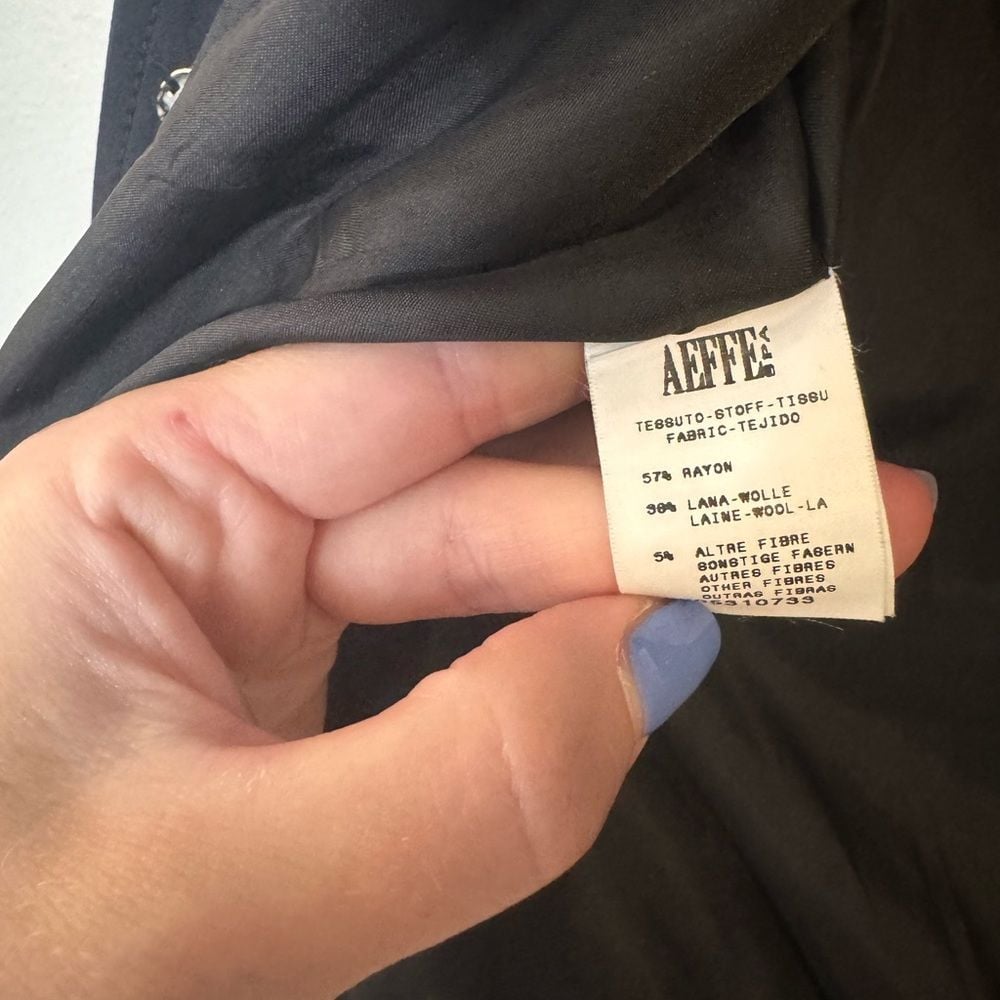 AEFFE SPA
TESSUTO-STOFF-TISSU
FABRIC-TEJIDO
57% RAYON
38% LANA-WOLLE
LAINE-WOOL-LA
5% ALTRE FIBRE
SONSTIGE FASERN
AUTRES FIBRES
OTHER FIBRES
OUTRAS FIBRAS